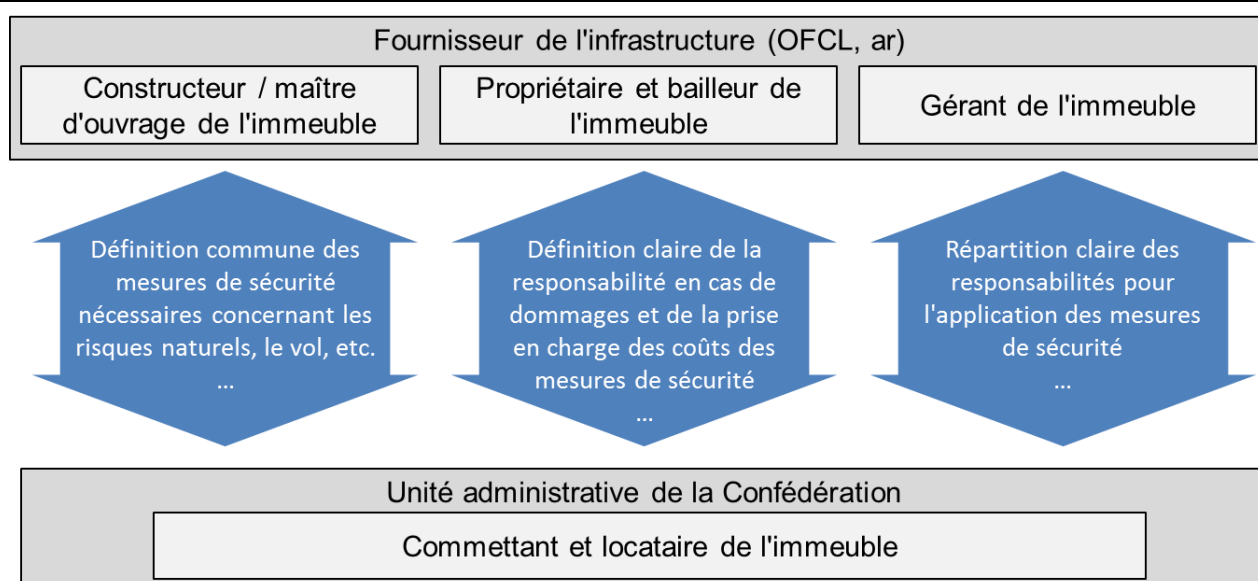 Fournisseur de l'infrastructure (OFCL, ar)
Constructeur / maître
d'ouvrage de l'immeuble
Propriétaire et bailleur de
l'immeuble
Gérant de l'immeuble
Définition commune des
mesures de sécurité
nécessaires concernant les
risques naturels, le vol, etc.
...
Définition claire de la
responsabilité en cas de
dommages et de la prise
en charge des coûts des
mesures de sécurité
...
Répartition claire des
responsabilités pour
l'application des mesures
de sécurité
...
Unité administrative de la Confédération
Commettant et locataire de l'immeuble